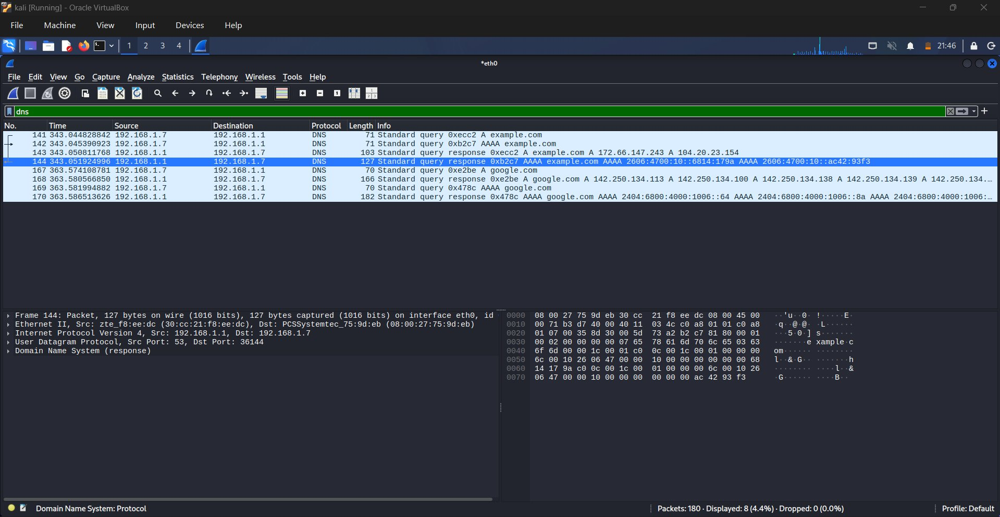 kali [Running] - Oracle VirtualBox
File Machine View Input Devices Help
1 2 3 4 21:46
*eth0
File Edit View Go Capture Analyze Statistics Telephony Wireless Tools Help
dns
No. Time Source Destination Protocol Length Info
141 343.044828842 192.168.1.7 192.168.1.1 DNS 71 Standard query 0xecc2 A example.com
142 343.045390923 192.168.1.7 192.168.1.1 DNS 71 Standard query 0xb2c7 AAAA example.com
143 343.050811768 192.168.1.1 192.168.1.7 DNS 103 Standard query response 0xecc2 A example.com A 172.66.147.243 A 104.20.23.154
144 343.051924996 192.168.1.1 192.168.1.7 DNS 127 Standard query response 0xb2c7 AAAA example.com AAAA 2606:4700:10::6814:179a AAAA 2606:4700:10::ac42:93f3
167 363.574108781 192.168.1.7 192.168.1.1 DNS 70 Standard query 0xe2be A google.com
168 363.580566850 192.168.1.1 192.168.1.7 DNS 166 Standard query response 0xe2be A google.com A 142.250.134.113 A 142.250.134.100 A 142.250.134.138 A 142.250.134.139 A 142.250.134.…
169 363.581994882 192.168.1.7 192.168.1.1 DNS 70 Standard query 0x478c AAAA google.com
170 363.586513626 192.168.1.1 192.168.1.7 DNS 182 Standard query response 0x478c AAAA google.com AAAA 2404:6800:4000:1006::64 AAAA 2404:6800:4000:1006::8a AAAA 2404:6800:4000:1006:…
Frame 144: Packet, 127 bytes on wire (1016 bits), 127 bytes captured (1016 bits) on interface eth0, id
Ethernet II, Src: zte_f8:ee:dc (30:cc:21:f8:ee:dc), Dst: PCSSystemtec_75:9d:eb (08:00:27:75:9d:eb)
Internet Protocol Version 4, Src: 192.168.1.1, Dst: 192.168.1.7
User Datagram Protocol, Src Port: 53, Dst Port: 36144
Domain Name System (response)
0000 08 00 27 75 9d eb 30 cc 21 f8 ee dc 08 00 45 00 ··'u··0· !·····E·
0010 00 71 b3 d7 40 00 40 11 03 4c c0 a8 01 01 c0 a8 ·q··@·@· ·L······
0020 01 07 00 35 8d 30 00 5d 73 a2 b2 c7 81 80 00 01 ···5·0·] s·······
0030 00 02 00 00 00 00 07 65 78 61 6d 70 6c 65 03 63 ·······e xample·c
0040 6f 6d 00 00 1c 00 01 c0 0c 00 1c 00 01 00 00 00 om······ ········
0050 6c 00 10 26 06 47 00 00 10 00 00 00 00 00 00 68 l··&·G·· ·······h
0060 14 17 9a c0 0c 00 1c 00 01 00 00 00 6c 00 10 26 ········ ····l··&
0070 06 47 00 00 10 00 00 00 00 00 00 ac 42 93 f3 ·G······ ····B··
Domain Name System: Protocol
Packets: 180 · Displayed: 8 (4.4%) · Dropped: 0 (0.0%)
Profile: Default